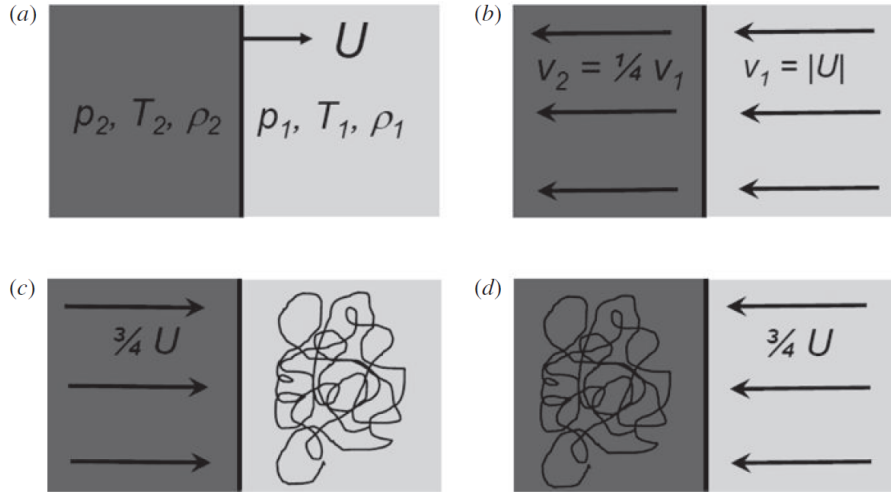 (a)
U
p₂, T₂, ρ₂ p₁, T₁, ρ₁
(b)
v₂ = ¼ v₁ v₁ = |U|
(c)
¾ U
(d)
¾ U